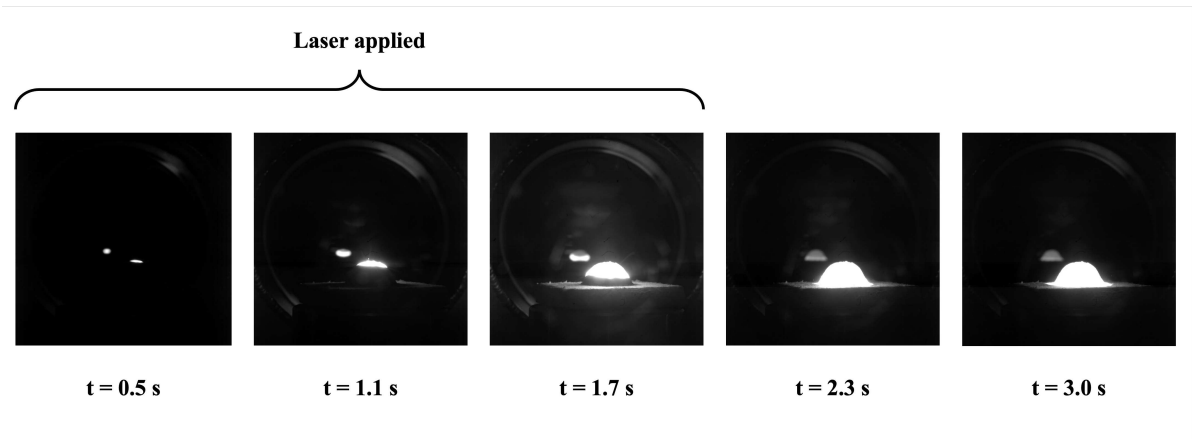 Laser applied
t = 0.5 s
t = 1.1 s
t = 1.7 s
t = 2.3 s
t = 3.0 s